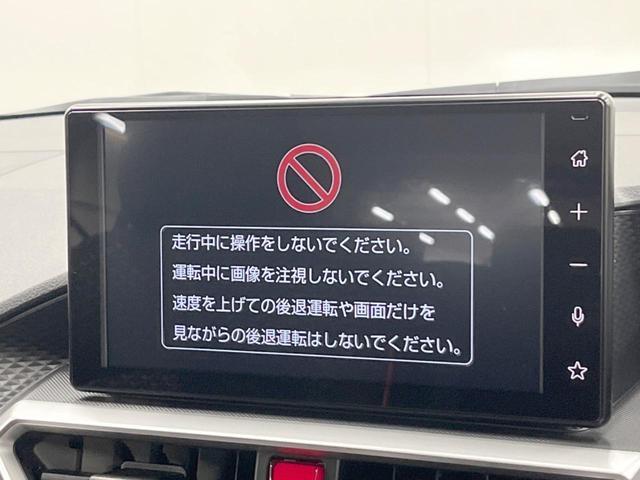 走行中に操作をしないでください。
運転中に画像を注視しないでください。
速度を上げての後退運転や画面だけを
見ながらの後退運転はしないでください。